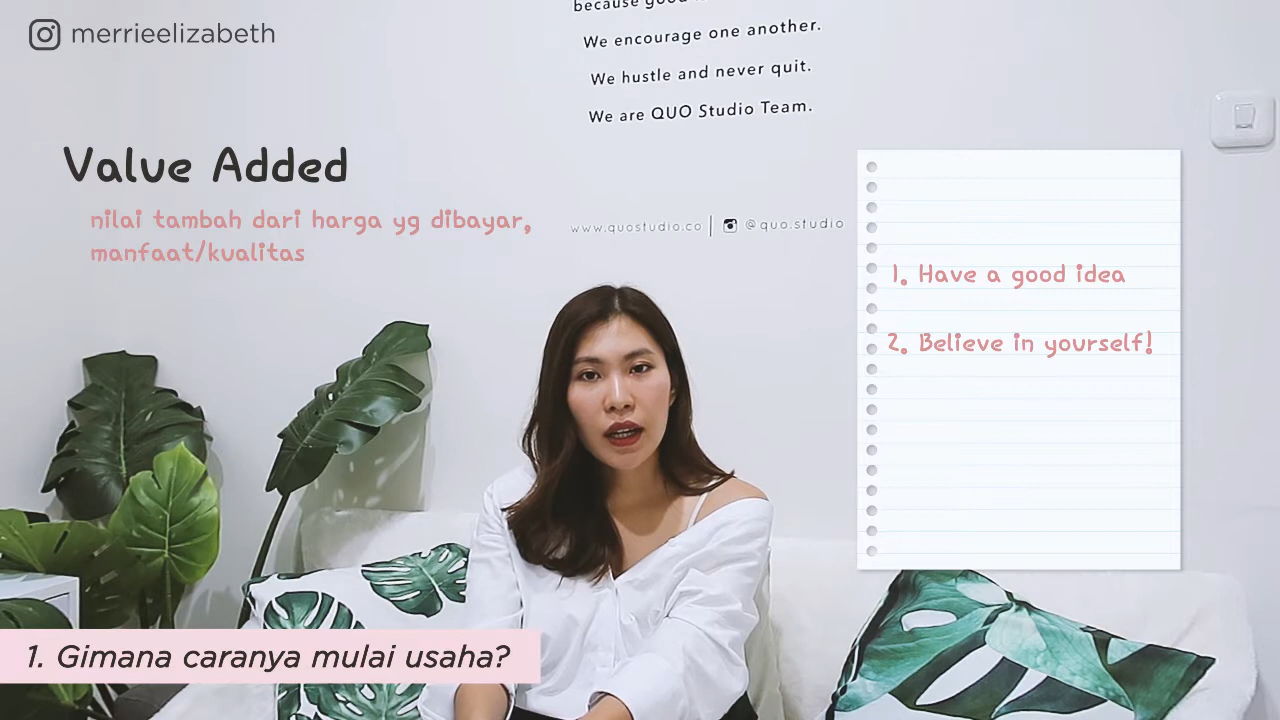 merrieelizabeth
because good
We encourage one another.
We hustle and never quit.
We are QUO Studio Team.
www.quostudio.co | @quo.studio
Value Added
nilai tambah dari harga yg dibayar,
manfaat/kualitas
1. Have a good idea
2. Believe in yourself!
1. Gimana caranya mulai usaha?